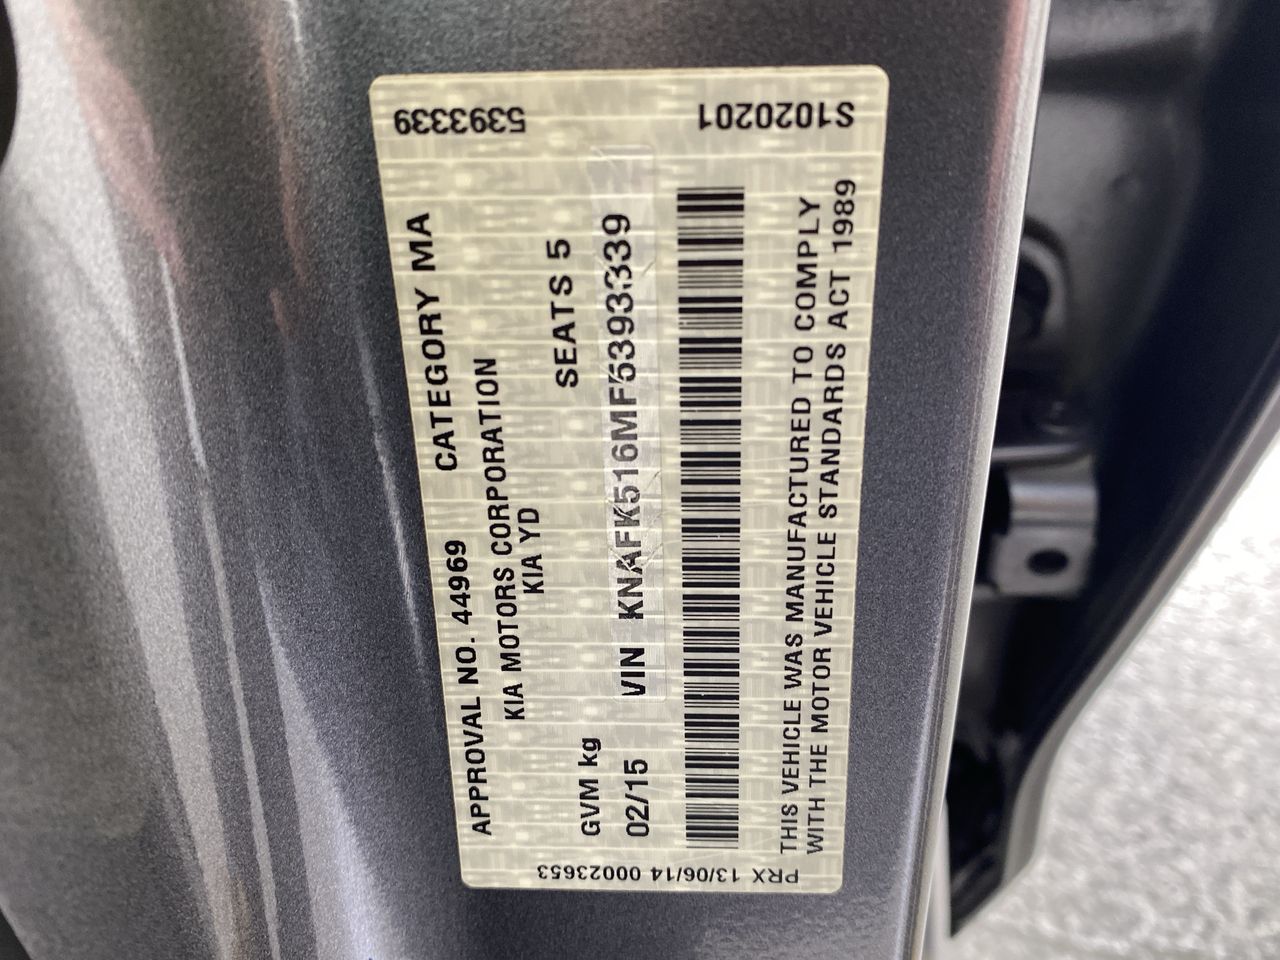 5393339
S1020201
APPROVAL NO. 44969 CATEGORY MA
KIA MOTORS CORPORATION
KIA YD
SEATS 5
GVM kg
02/15 VIN KNAFK516MF5393339
THIS VEHICLE WAS MANUFACTURED TO COMPLY
WITH THE MOTOR VEHICLE STANDARDS ACT 1989
PRX 13/06/14 00023653